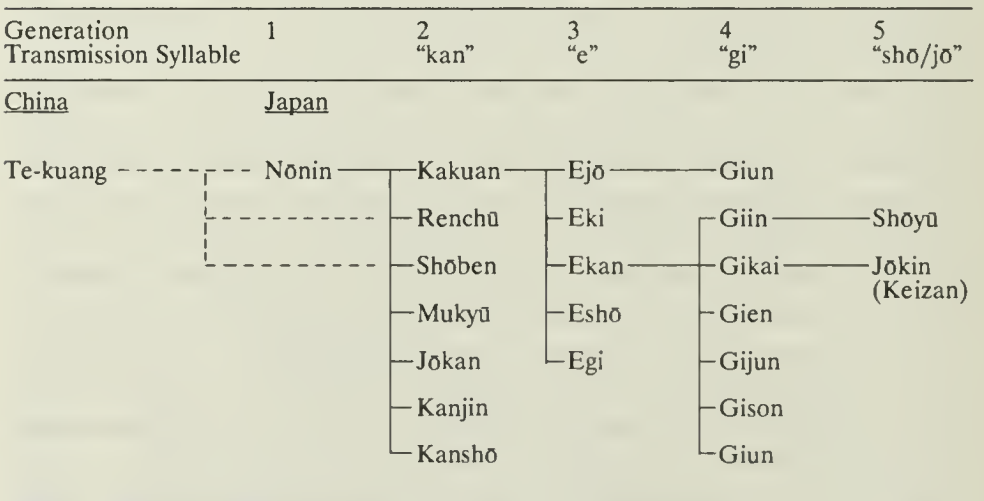 Generation 1 2 3 4 5
Transmission Syllable “kan” “e” “gi” “shō/jō”
China Japan
Te-kuang Nōnin Kakuan Ejō Giun
Renchū Eki Giin Shōyū
Shōben Ekan Gikai Jōkin
(Keizan)
Mukyū Eshō Gien
Jōkan Egi Gijun
Kanjin Gison
Kanshō Giun